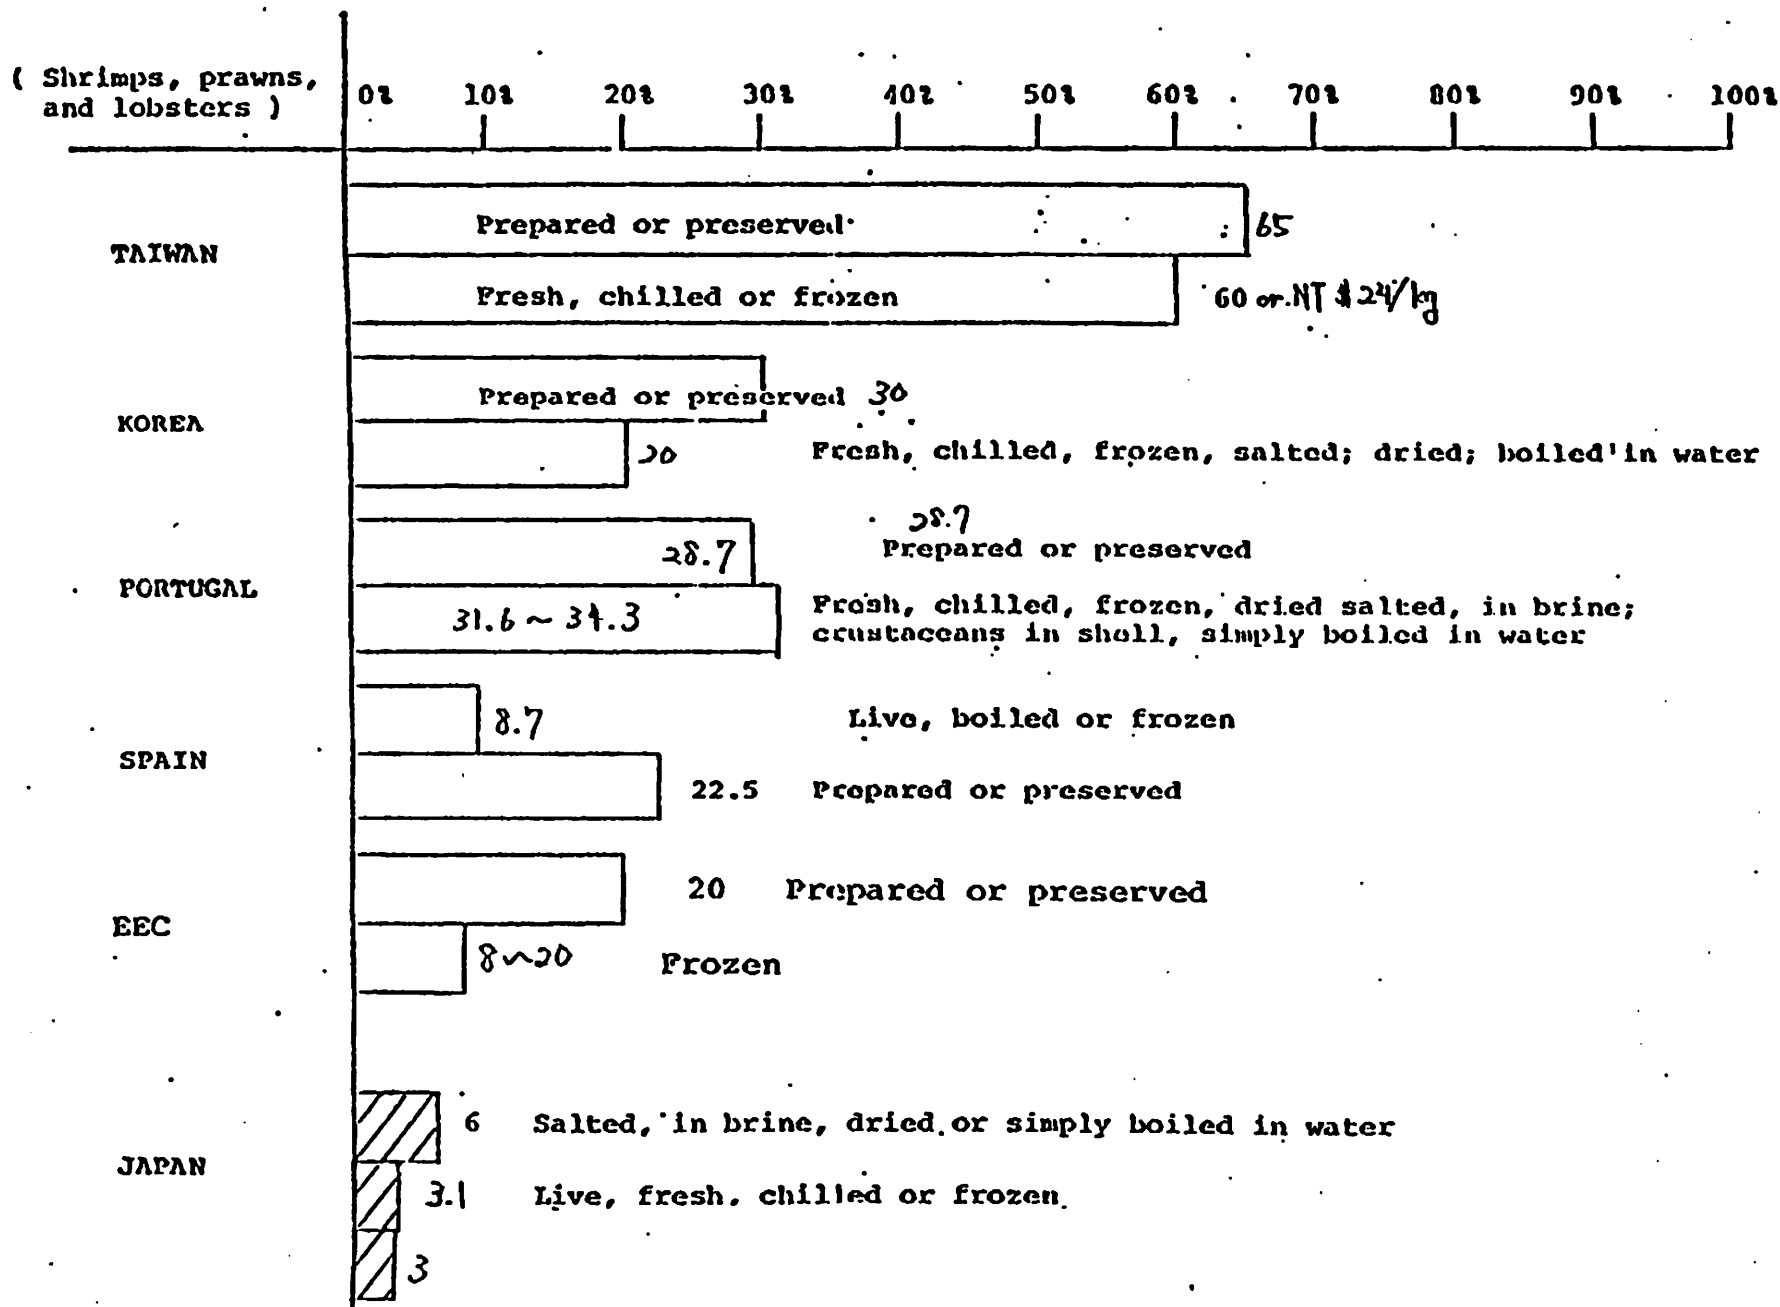 ( Shrimps, prawns,
and lobsters )
0% 10% 20% 30% 40% 50% 60% 70% 80% 90% 100%
TAIWAN
Prepared or preserved 65
Fresh, chilled or frozen 60 or NT $24/kg
KOREA
Prepared or preserved 30
20 Fresh, chilled, frozen, salted; dried; boiled in water
PORTUGAL
28.7
28.7 Prepared or preserved
31.6 ~ 34.3 Fresh, chilled, frozen, dried salted, in brine;
crustaceans in shell, simply boiled in water
SPAIN
8.7 Live, boiled or frozen
22.5 Prepared or preserved
EEC
20 Prepared or preserved
8~20 Frozen
JAPAN
6 Salted, in brine, dried or simply boiled in water
3.1 Live, fresh, chilled or frozen
3